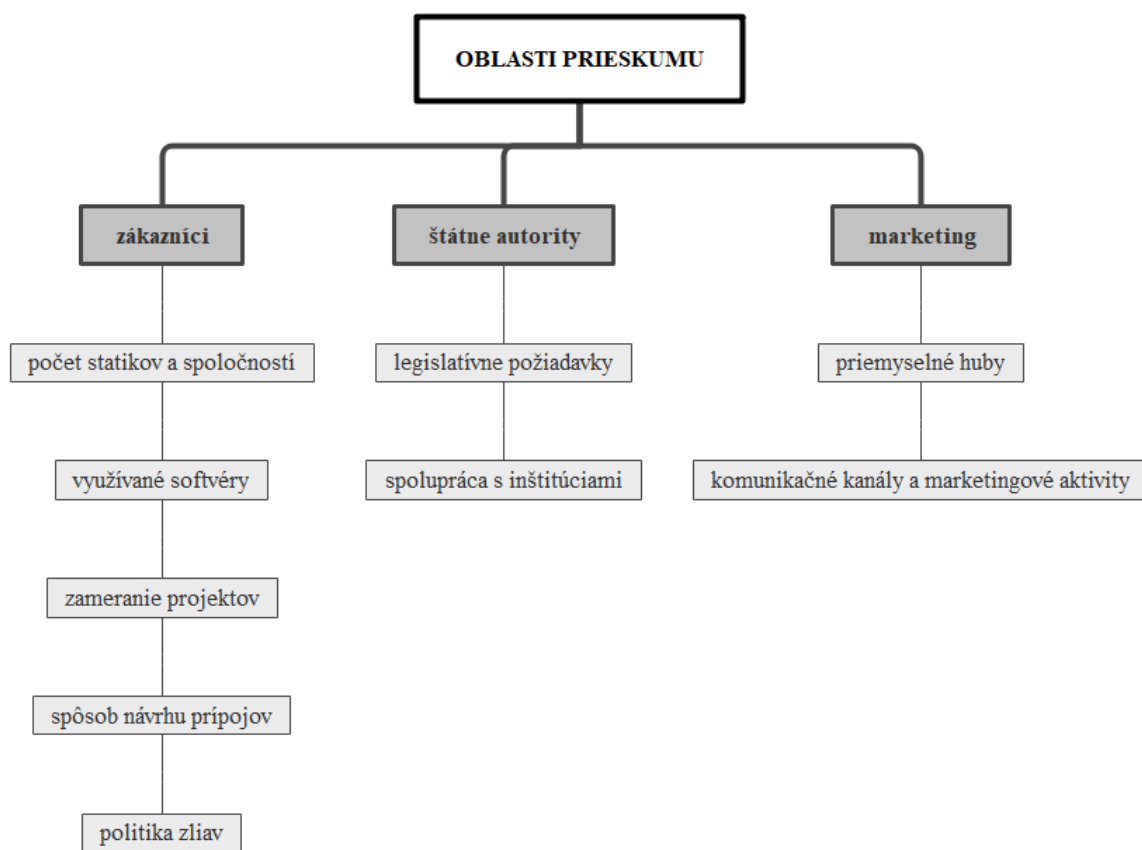 OBLASTI PRIESKUMU
zákazníci
štátne autority
marketing
počet statikov a spoločností
legislatívne požiadavky
priemyselné huby
využívané softvéry
spolupráca s inštitúciami
komunikačné kanály a marketingové aktivity
zameranie projektov
spôsob návrhu prípojov
politika zliav